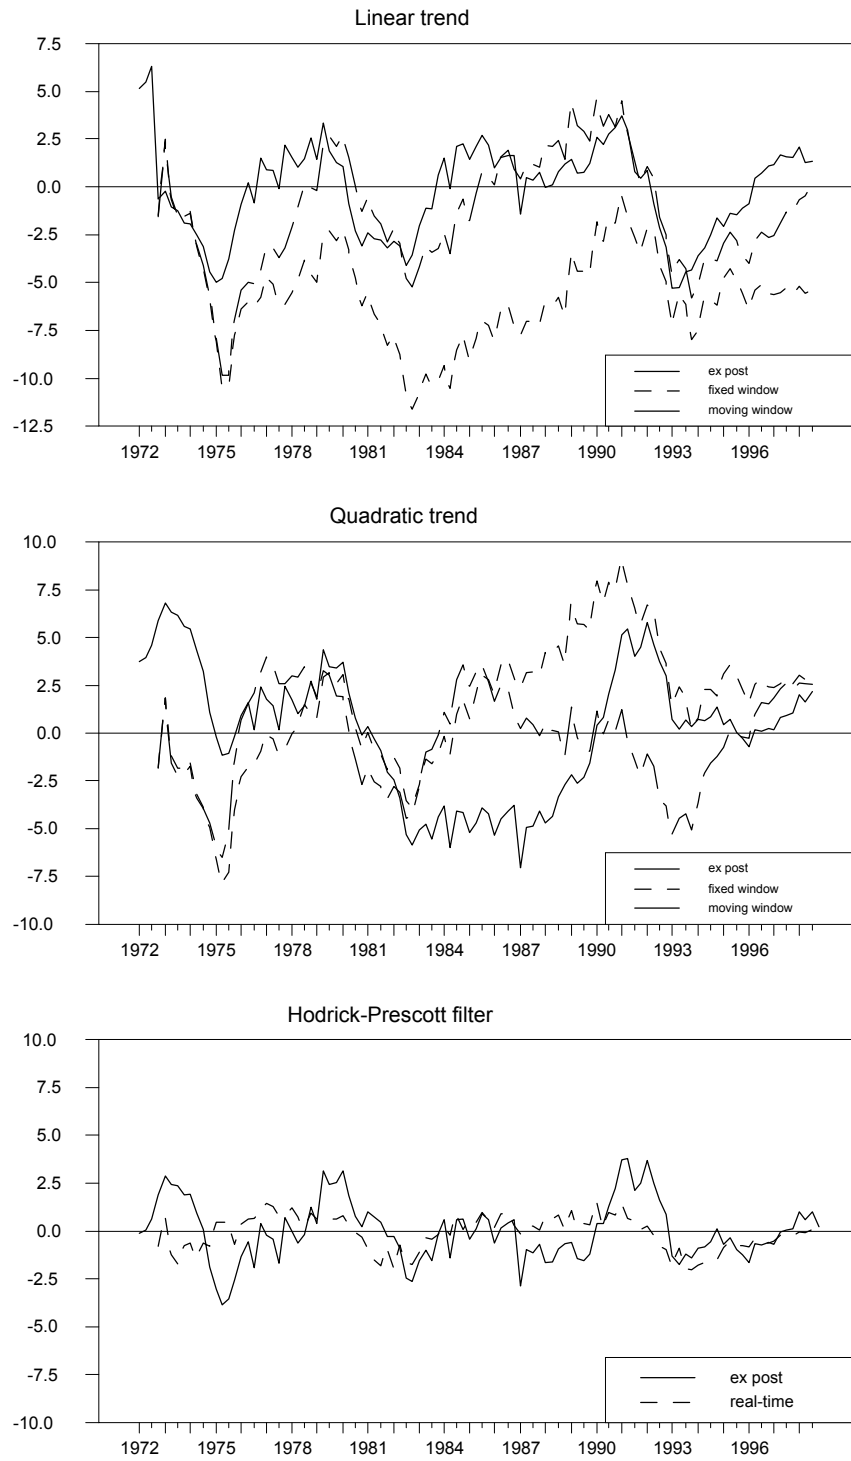 Linear trend
7.5
5.0
2.5
0.0
-2.5
-5.0
-7.5
-10.0
-12.5
ex post
fixed window
moving window
1972 1975 1978 1981 1984 1987 1990 1993 1996
Quadratic trend
10.0
7.5
5.0
2.5
0.0
-2.5
-5.0
-7.5
-10.0
ex post
fixed window
moving window
1972 1975 1978 1981 1984 1987 1990 1993 1996
Hodrick-Prescott filter
10.0
7.5
5.0
2.5
0.0
-2.5
-5.0
-7.5
-10.0
ex post
real-time
1972 1975 1978 1981 1984 1987 1990 1993 1996